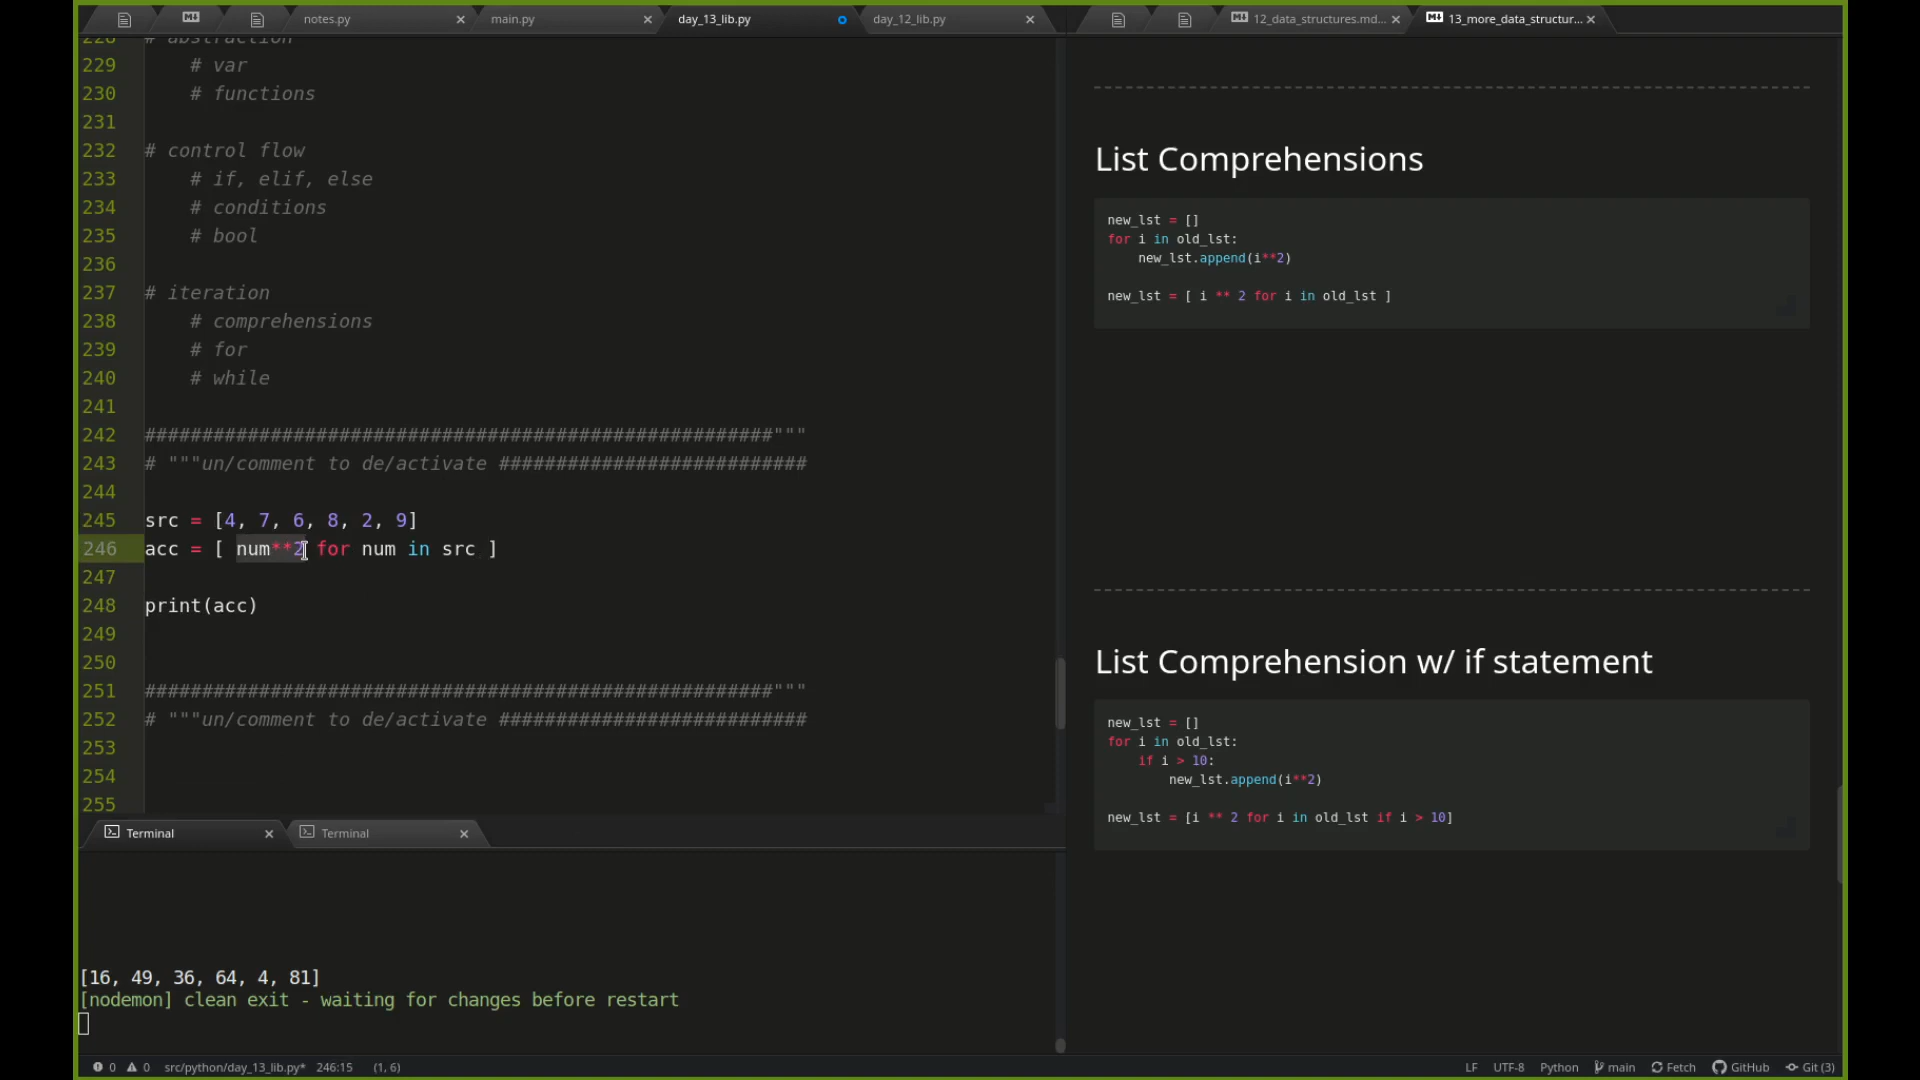 notes.py
main.py
day_13_lib.py
day_12_lib.py
12_data_structures.md...
13_more_data_structur...
228 # abstraction
229 # var
230 # functions
231
232 # control flow
233 # if, elif, else
234 # conditions
235 # bool
236
237 # iteration
238 # comprehensions
239 # for
240 # while
241
242 #######################################################"""
243 # """un/comment to de/activate ###########################
244
245 src = [4, 7, 6, 8, 2, 9]
246 acc = [ num**2 for num in src ]
247
248 print(acc)
249
250
251 #######################################################"""
252 # """un/comment to de/activate ###########################
253
254
255
Terminal
Terminal
[16, 49, 36, 64, 4, 81]
[nodemon] clean exit - waiting for changes before restart
List Comprehensions
new_lst = []
for i in old_lst:
new_lst.append(i**2)
new_lst = [ i ** 2 for i in old_lst ]
List Comprehension w/ if statement
new_lst = []
for i in old_lst:
if i > 10:
new_lst.append(i**2)
new_lst = [i ** 2 for i in old_lst if i > 10]
0 0 src/python/day_13_lib.py* 246:15 (1, 6)
LF UTF-8 Python main Fetch GitHub Git (3)